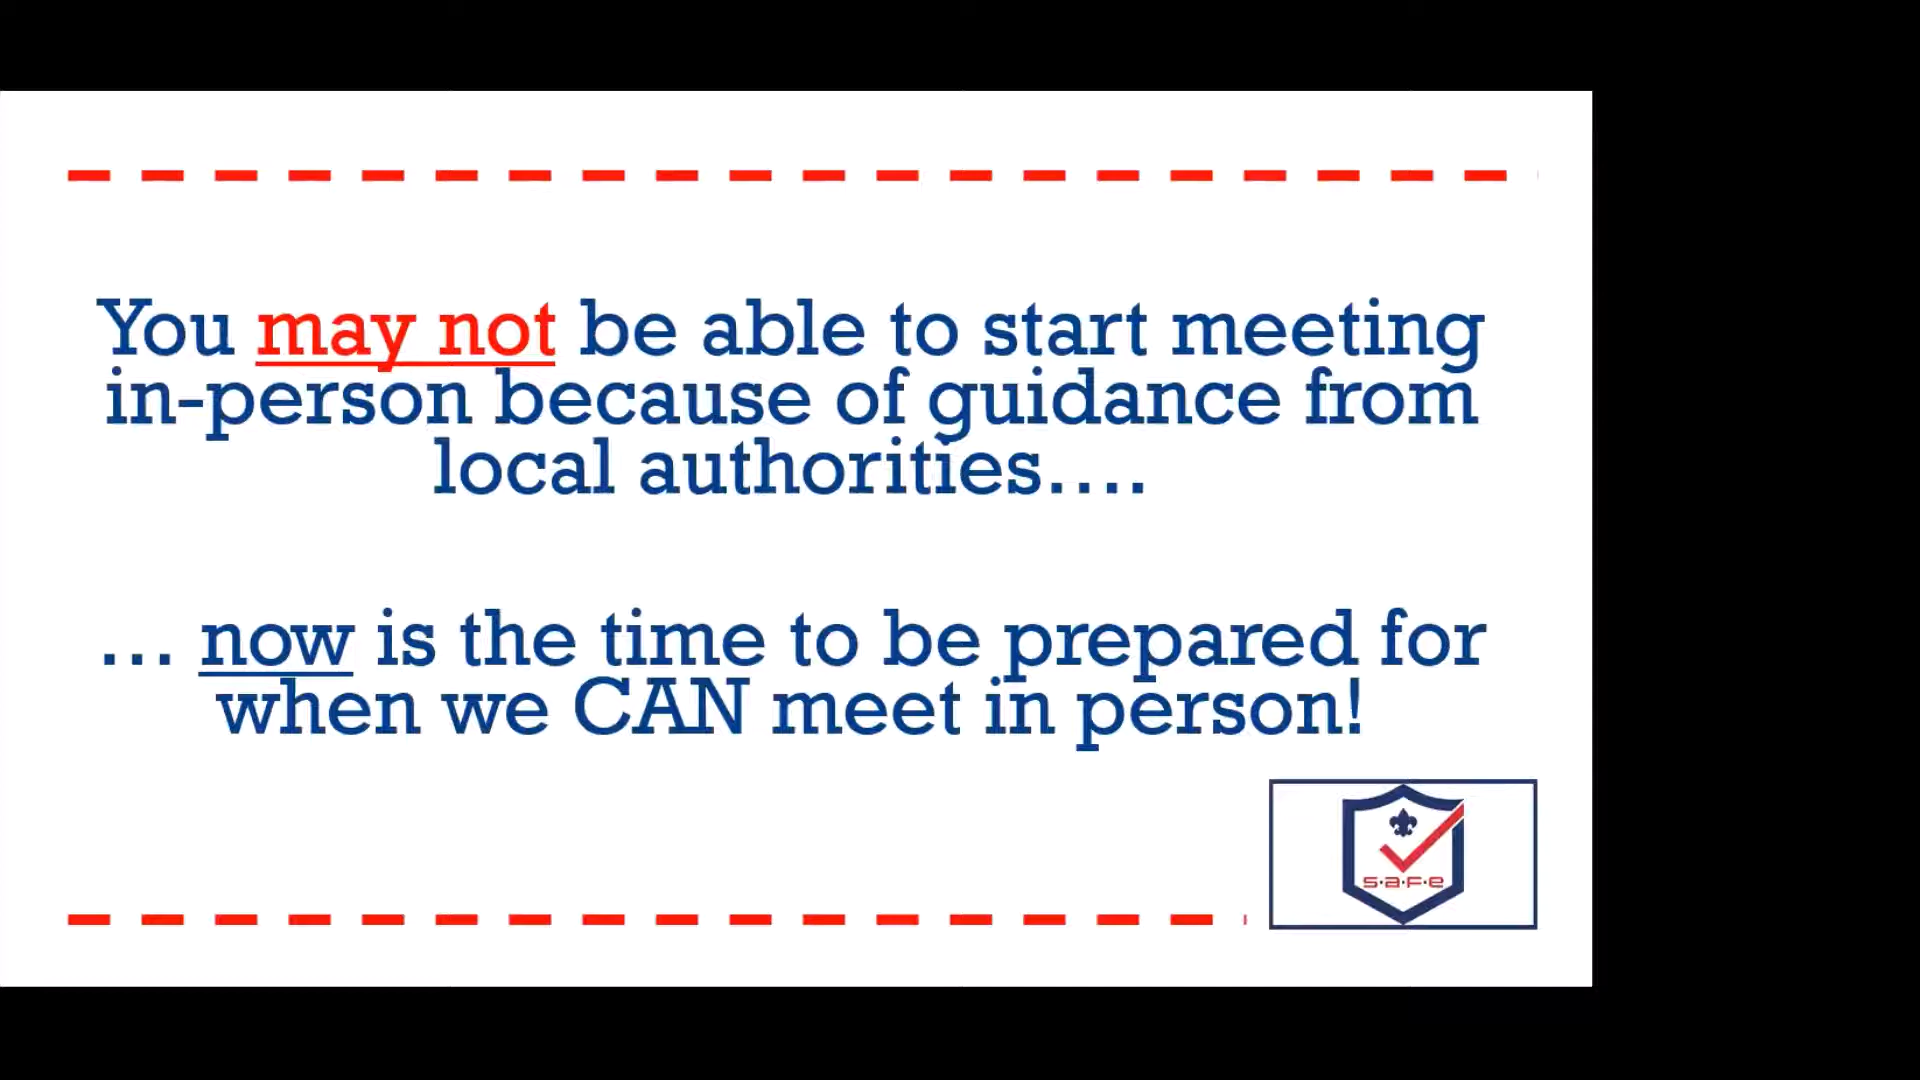 You may not be able to start meeting
in-person because of guidance from
local authorities....
... now is the time to be prepared for
when we CAN meet in person!
s·a·f·e